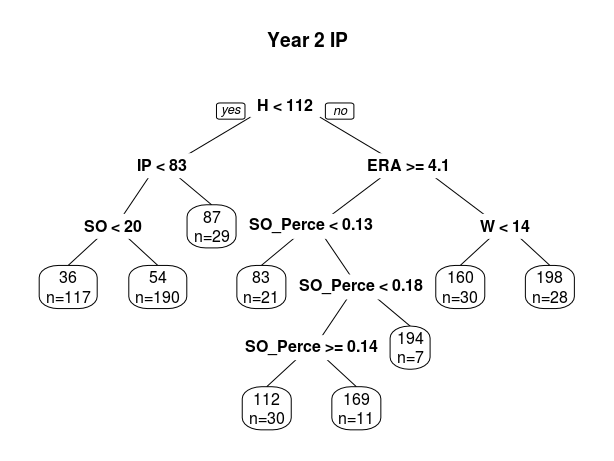 Year 2 IP
yes H < 112 no
IP < 83 ERA >= 4.1
SO < 20
87
n=29
SO_Perce < 0.13 W < 14
36
n=117
54
n=190
83
n=21
SO_Perce < 0.18
160
n=30
198
n=28
SO_Perce >= 0.14
194
n=7
112
n=30
169
n=11